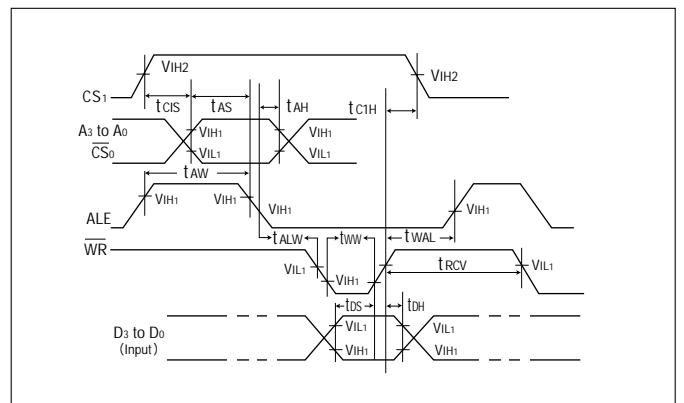 VIH2 VIH2
CS1
tCIS tAS tAH tC1H
A3 to A0 VIH1 VIH1
CS0 VIL1 VIL1
tAW
VIH1 VIH1 VIH1 VIH1
ALE
tALW tWW tWAL
WR
VIL1 VIH1 tRCV VIL1
tDS tDH
D3 to D0 VIL1 VIL1
(Input) VIH1 VIH1